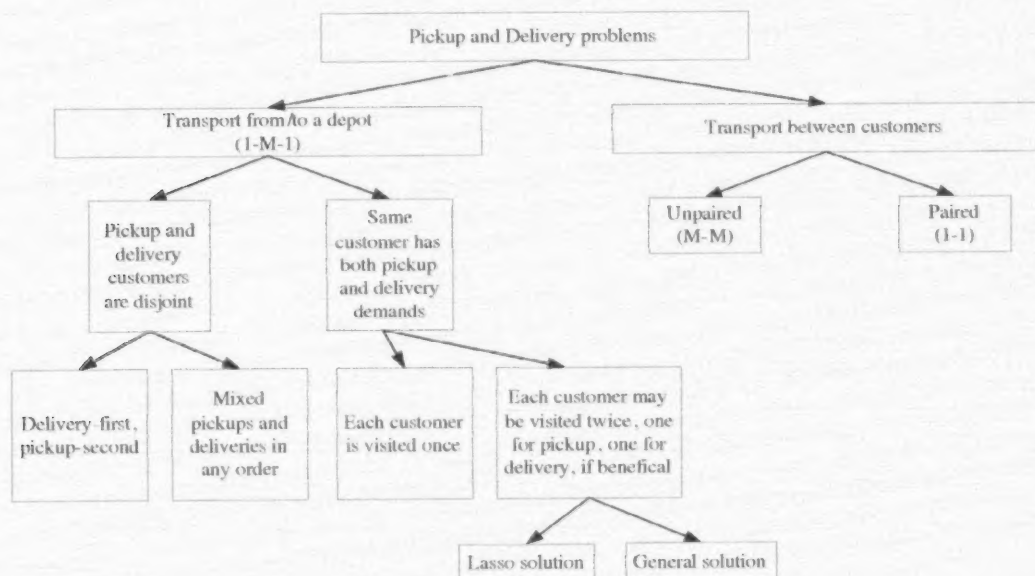 Pickup and Delivery problems
Transport from/to a depot
(1-M-1)
Transport between customers
Pickup and
delivery
customers
are disjoint
Same
customer has
both pickup
and delivery
demands
Unpaired
(M-M)
Paired
(1-1)
Delivery-first,
pickup-second
Mixed
pickups and
deliveries in
any order
Each customer
is visited once
Each customer may
be visited twice, one
for pickup, one for
delivery, if benefical
Lasso solution
General solution